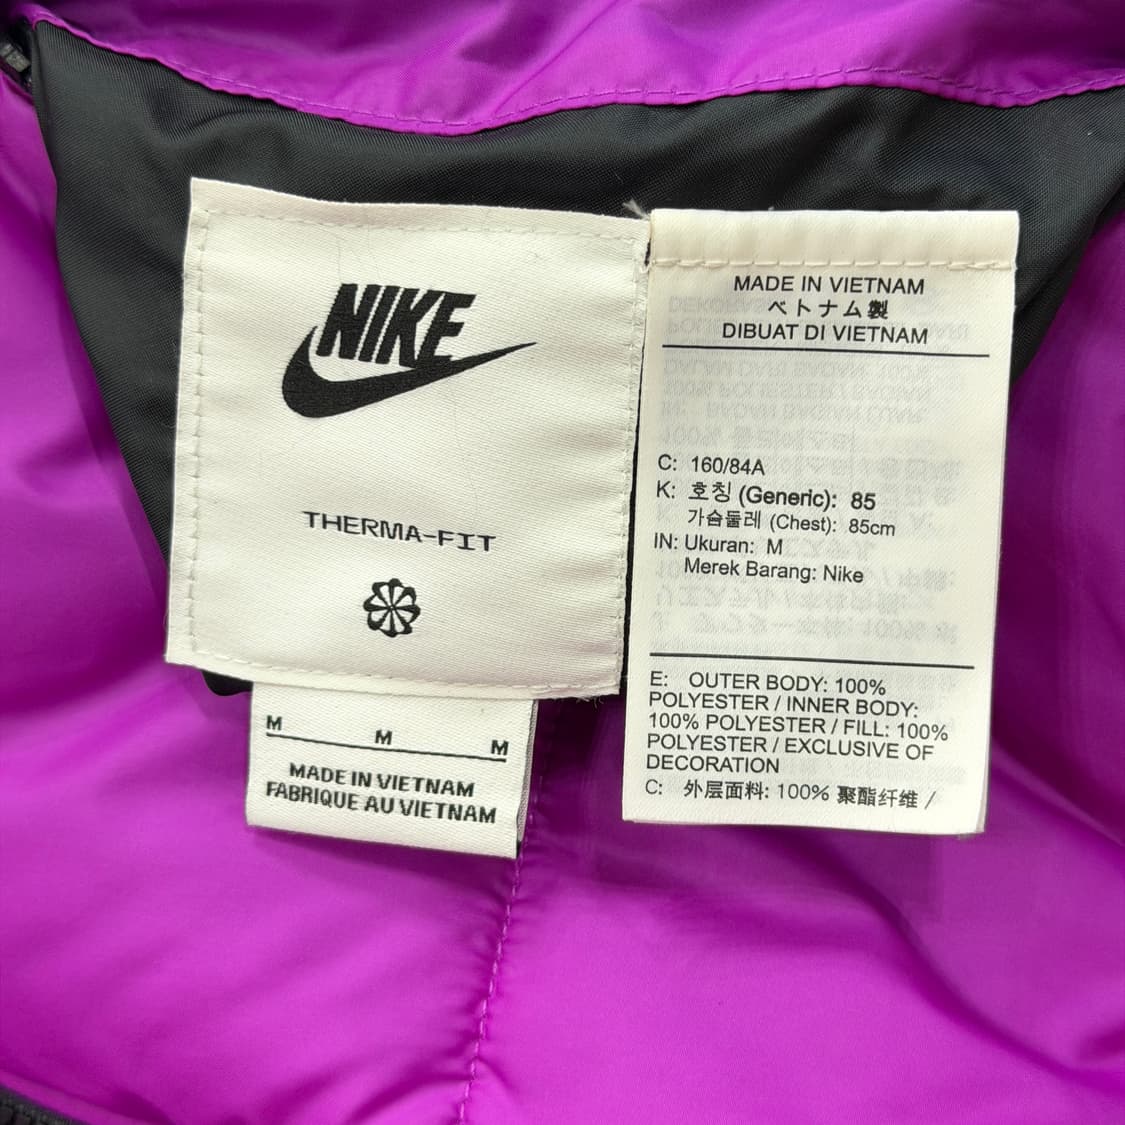 NIKE
THERMA-FIT
M M M
MADE IN VIETNAM
FABRIQUE AU VIETNAM
MADE IN VIETNAM
ベトナム製
DIBUAT DI VIETNAM
C: 160/84A
K: 호칭 (Generic): 85
가슴둘레 (Chest): 85cm
IN: Ukuran: M
Merek Barang: Nike
E: OUTER BODY: 100%
POLYESTER / INNER BODY:
100% POLYESTER / FILL: 100%
POLYESTER / EXCLUSIVE OF
DECORATION
C: 外层面料: 100% 聚酯纤维 /